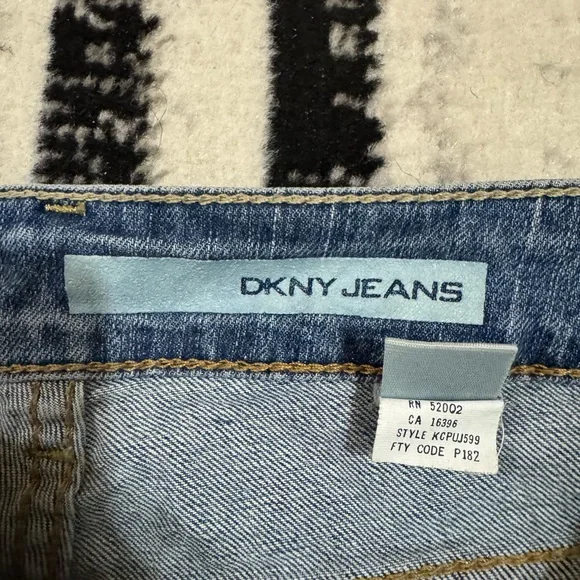 DKNY JEANS
RN 52002
CA 16396
STYLE KCPUJ599
FTY CODE P182